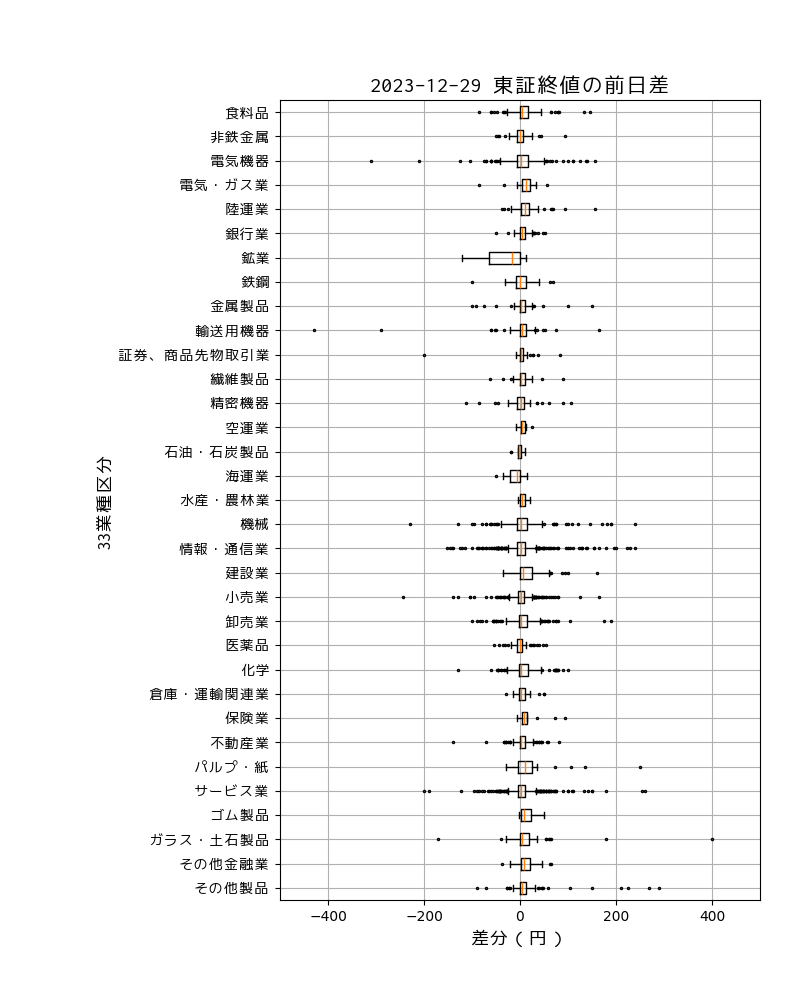 2023-12-29 東証終値の前日差
食料品
非鉄金属
電気機器
電気・ガス業
陸運業
銀行業
鉱業
鉄鋼
金属製品
輸送用機器
証券、商品先物取引業
繊維製品
精密機器
空運業
石油・石炭製品
海運業
水産・農林業
機械
情報・通信業
建設業
小売業
卸売業
医薬品
化学
倉庫・運輸関連業
保険業
不動産業
パルプ・紙
サービス業
ゴム製品
ガラス・土石製品
その他金融業
その他製品
33業種区分
−400 −200 0 200 400
差分(円)